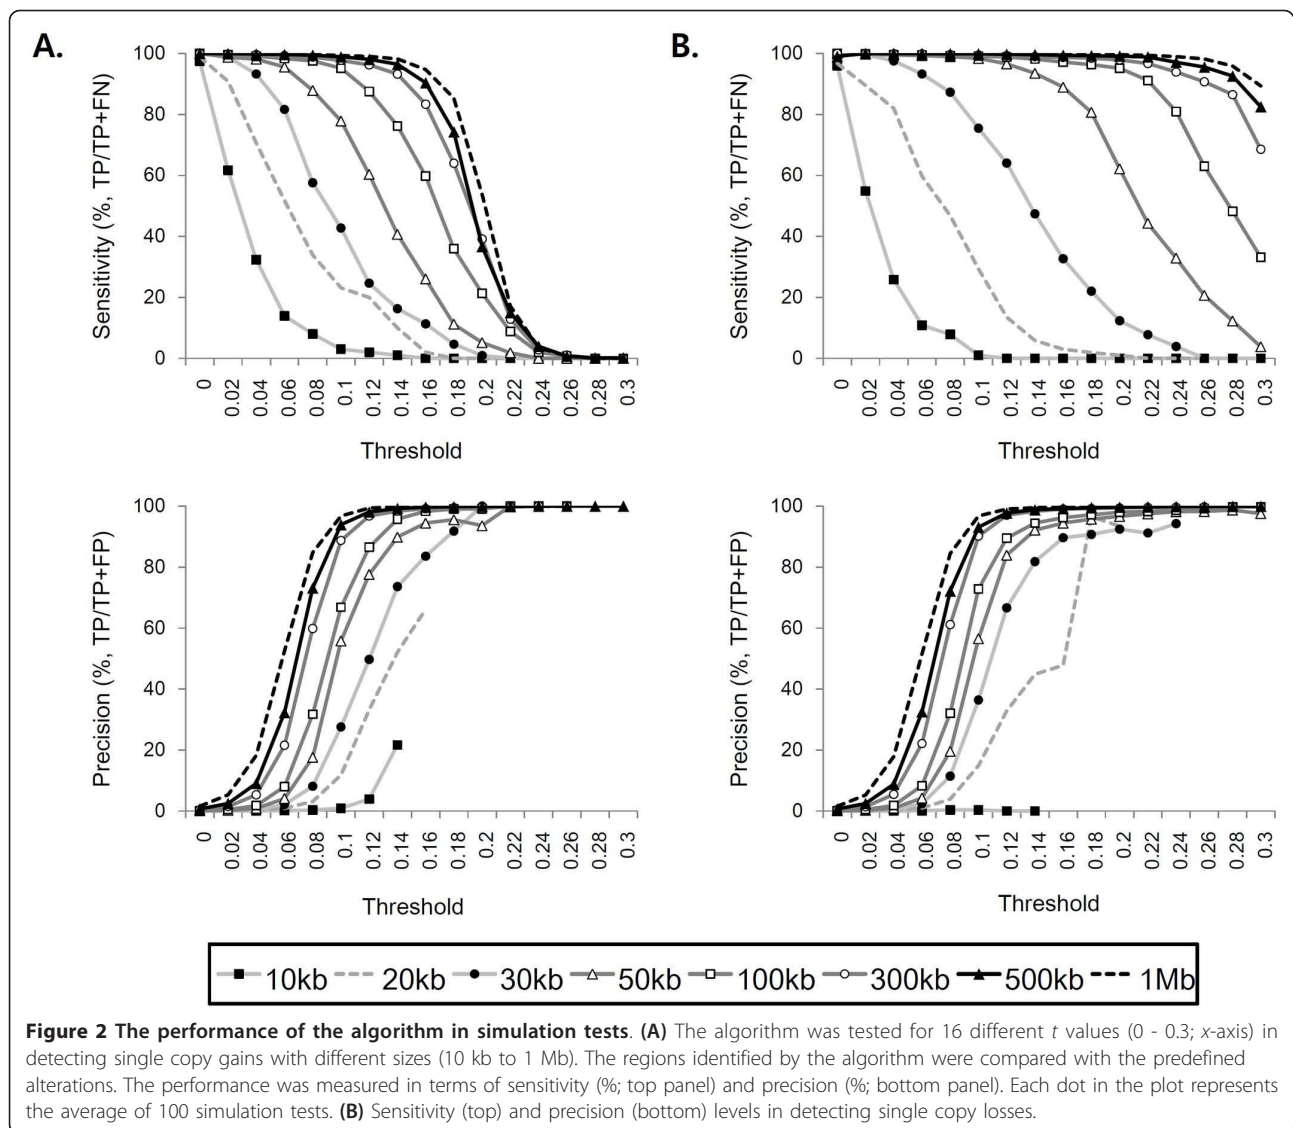 A.
B.
100
80
60
40
20
0
Sensitivity (%, TP/TP+FN)
0 0.02 0.04 0.06 0.08 0.1 0.12 0.14 0.16 0.18 0.2 0.22 0.24 0.26 0.28 0.3
Threshold
100
80
60
40
20
0
Sensitivity (%, TP/TP+FN)
0 0.02 0.04 0.06 0.08 0.1 0.12 0.14 0.16 0.18 0.2 0.22 0.24 0.26 0.28 0.3
Threshold
100
80
60
40
20
0
Precision (%, TP/TP+FP)
0 0.02 0.04 0.06 0.08 0.1 0.12 0.14 0.16 0.18 0.2 0.22 0.24 0.26 0.28 0.3
Threshold
100
80
60
40
20
0
Precision (%, TP/TP+FP)
0 0.02 0.04 0.06 0.08 0.1 0.12 0.14 0.16 0.18 0.2 0.22 0.24 0.26 0.28 0.3
Threshold
10kb 20kb 30kb 50kb 100kb 300kb 500kb 1Mb
Figure 2 The performance of the algorithm in simulation tests. (A) The algorithm was tested for 16 different t values (0 - 0.3; x-axis) in
detecting single copy gains with different sizes (10 kb to 1 Mb). The regions identified by the algorithm were compared with the predefined
alterations. The performance was measured in terms of sensitivity (%; top panel) and precision (%; bottom panel). Each dot in the plot represents
the average of 100 simulation tests. (B) Sensitivity (top) and precision (bottom) levels in detecting single copy losses.